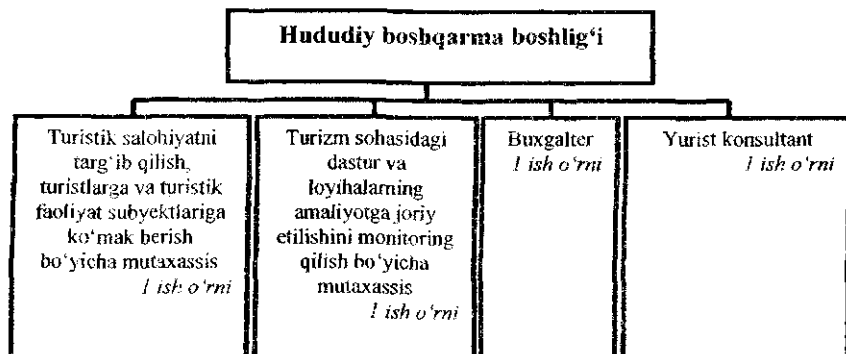 Hududiy boshqarma boshlig‘i
Turistik salohiyatni
targ‘ib qilish,
turistlarga va turistik
faoliyat subyektlariga
ko‘mak berish
bo‘yicha mutaxassis
1 ish o‘rni
Turizm sohasidagi
dastur va
loyihalarning
amaliyotga joriy
etilishini monitoring
qilish bo‘yicha
mutaxassis
1 ish o‘rni
Buxgalter
1 ish o‘rni
Yurist konsultant
1 ish o‘rni